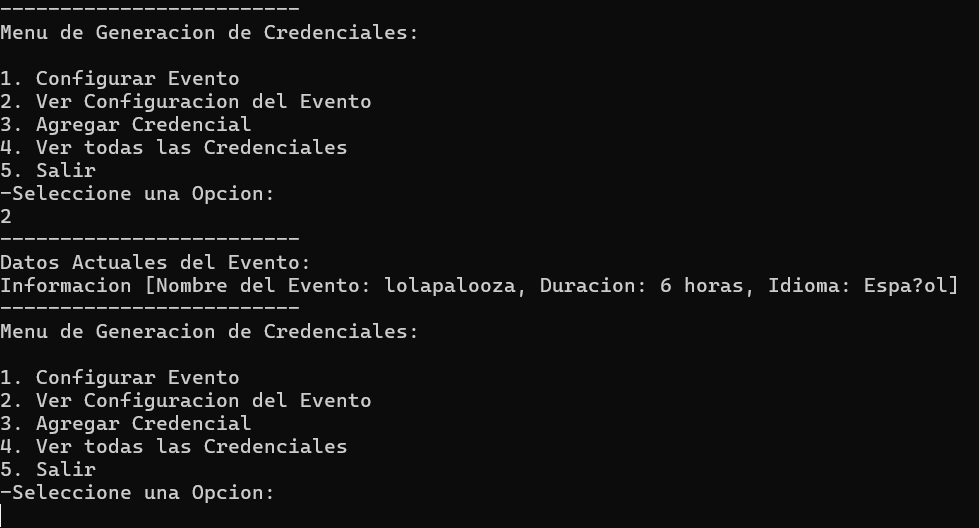 -------------------------
Menu de Generacion de Credenciales:
1. Configurar Evento
2. Ver Configuracion del Evento
3. Agregar Credencial
4. Ver todas las Credenciales
5. Salir
-Seleccione una Opcion:
2
-------------------------
Datos Actuales del Evento:
Informacion [Nombre del Evento: lolapalooza, Duracion: 6 horas, Idioma: Espa?ol]
-------------------------
Menu de Generacion de Credenciales:
1. Configurar Evento
2. Ver Configuracion del Evento
3. Agregar Credencial
4. Ver todas las Credenciales
5. Salir
-Seleccione una Opcion: